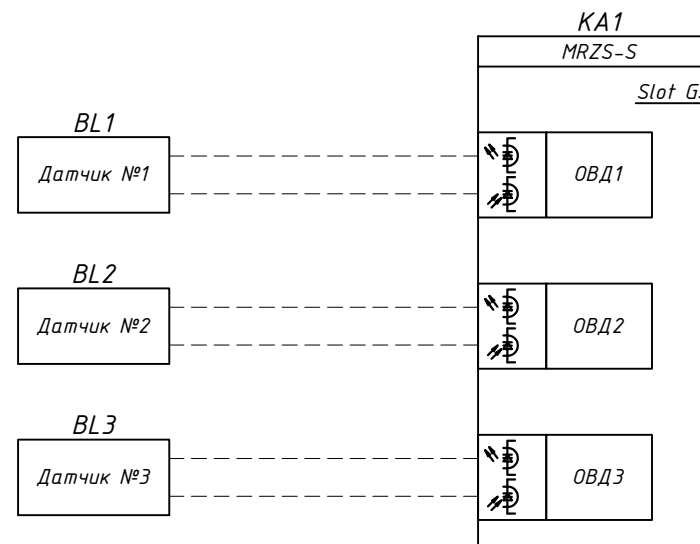 KA1
MRZS-S
Slot G
BL1
Датчик №1
ОВД1
BL2
Датчик №2
ОВД2
BL3
Датчик №3
ОВД3